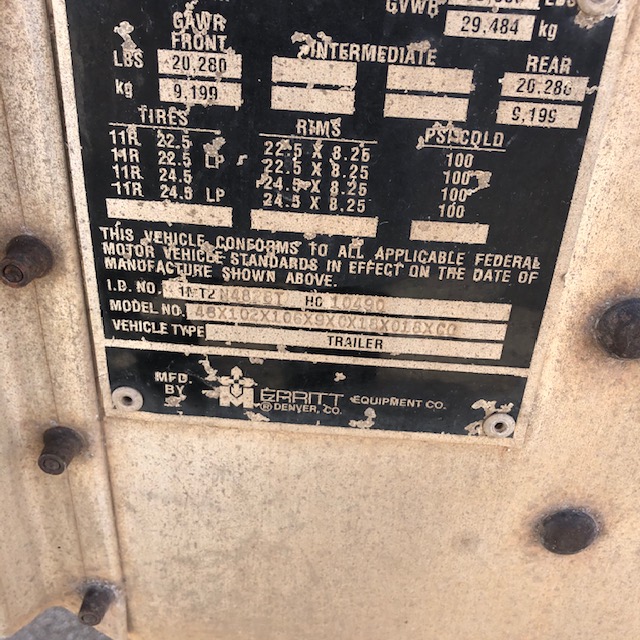 GVWR
29.484 kg
GAWR
FRONT INTERMEDIATE REAR
LBS 20,280 20,280
kg 9,199 9,199
TIRES RIMS PSI-COLD
11R 22.5 22.5 X 8.25 100
11R 22.5 LP 22.5 X 8.25 100
11R 24.5 24.5 X 8.25 100
11R 24.5 LP 24.5 X 8.25 100
THIS VEHICLE CONFORMS TO ALL APPLICABLE FEDERAL
MOTOR VEHICLE STANDARDS IN EFFECT ON THE DATE OF
MANUFACTURE SHOWN ABOVE.
I.D. NO. 10490
MODEL NO.
VEHICLE TYPE TRAILER
MFD. BY MERRITT EQUIPMENT CO.
® DENVER, CO.